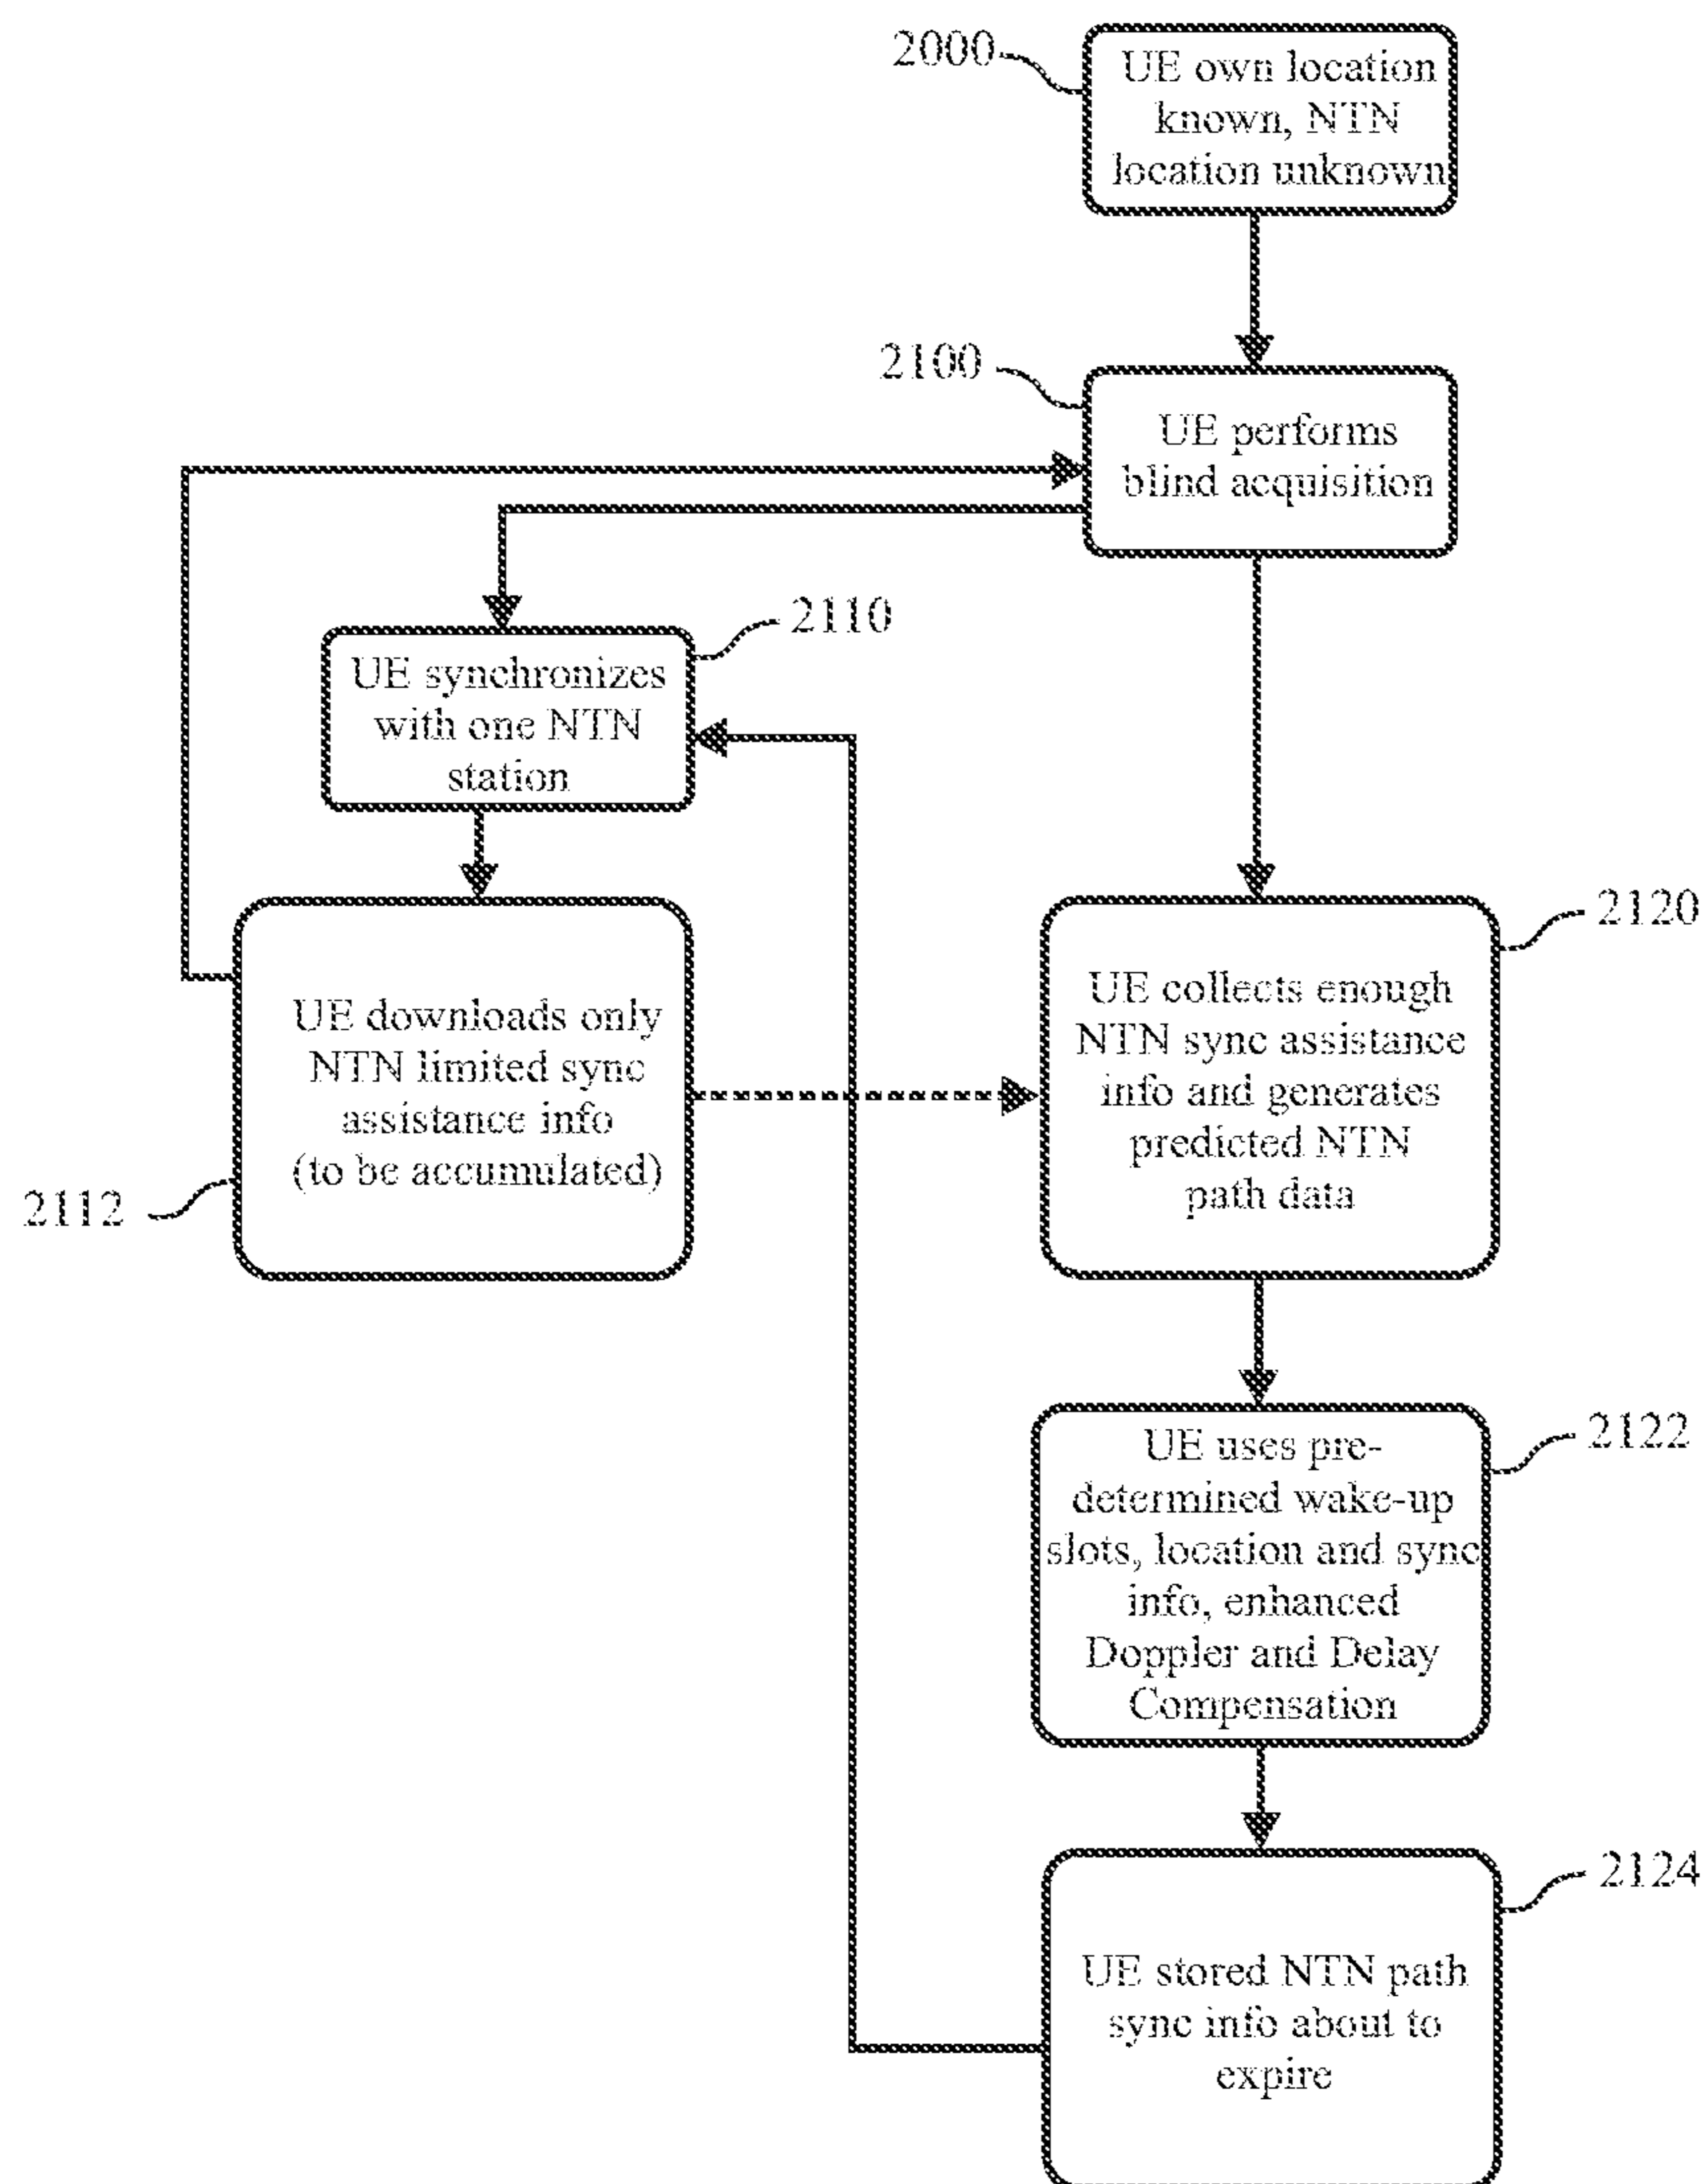 2000
UE own location
known, NTN
location unknown
2100
UE performs
blind acquisition
2110
UE synchronizes
with one NTN
station
2112
UE downloads only
NTN limited sync
assistance info
(to be accumulated)
2120
UE collects enough
NTN sync assistance
info and generates
predicted NTN
path data
2122
UE uses pre-
determined wake-up
slots, location and sync
info, enhanced
Doppler and Delay
Compensation
2124
UE stored NTN path
sync info about to
expire